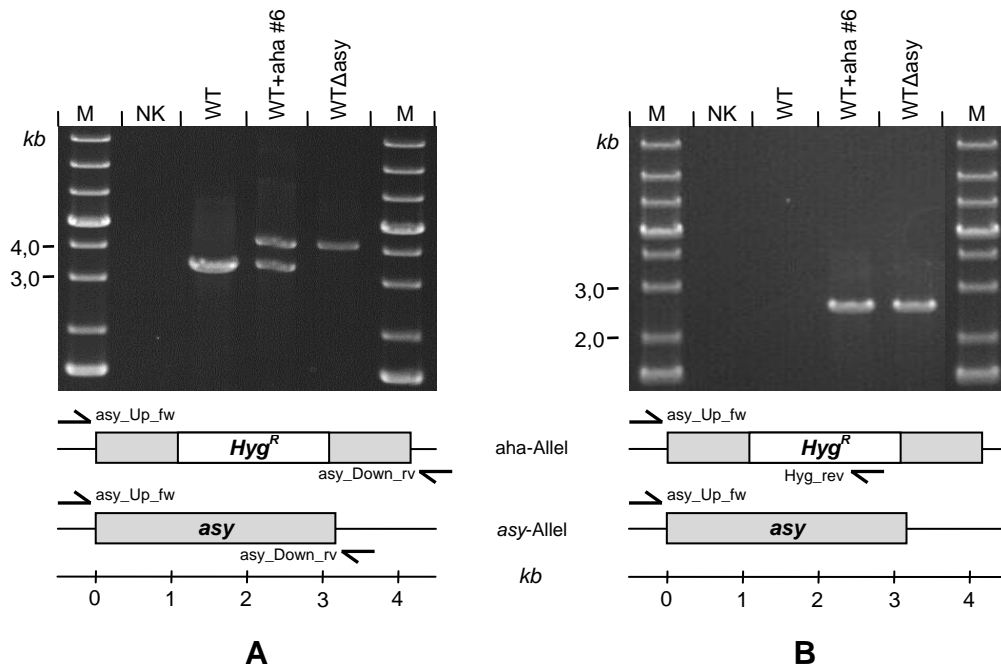 M NK WT WT+aha #6 WTΔasy M
kb
4,0
3,0
asy_Up_fw
Hyg^R
asy_Down_rv
asy_Up_fw
asy
asy_Down_rv
0 1 2 3 4
A
aha-Allel
asy-Allel
kb
M NK WT WT+aha #6 WTΔasy M
kb
3,0
2,0
asy_Up_fw
Hyg^R
Hyg_rev
asy_Up_fw
asy
0 1 2 3 4
B